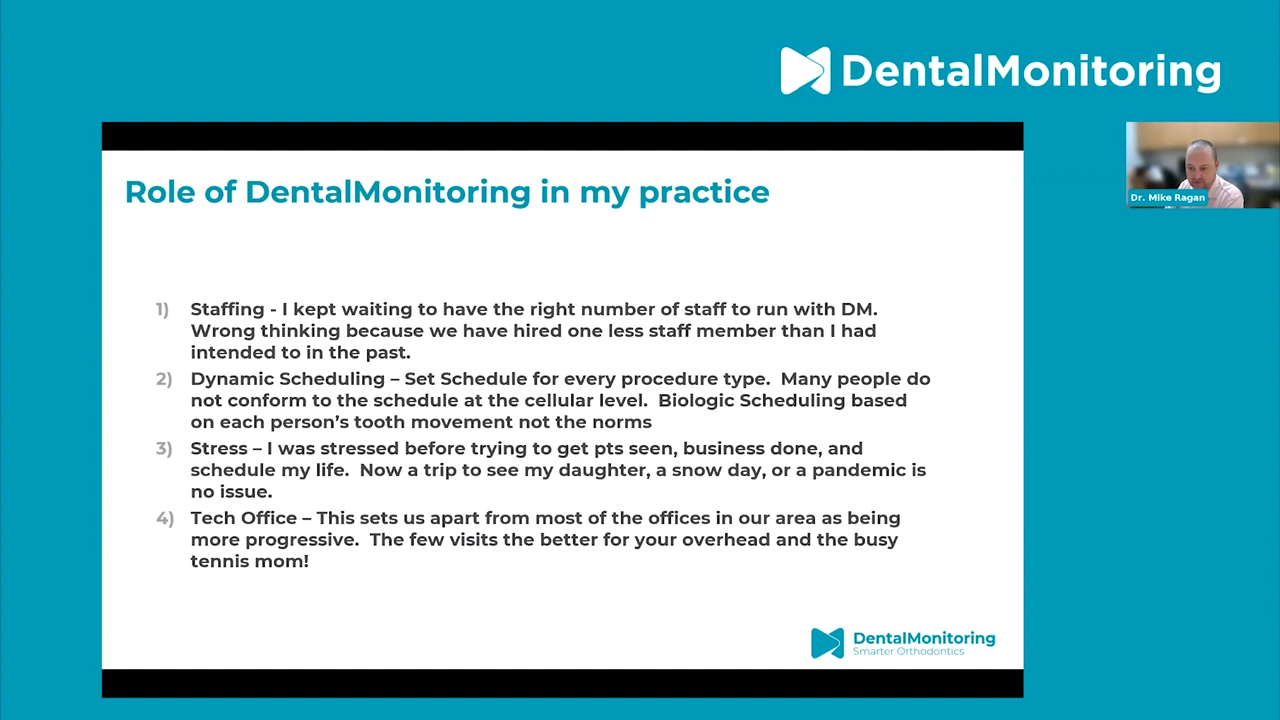 DentalMonitoring
Dr. Mike Ragan
Role of DentalMonitoring in my practice
1) Staffing - I kept waiting to have the right number of staff to run with DM.
Wrong thinking because we have hired one less staff member than I had
intended to in the past.
2) Dynamic Scheduling – Set Schedule for every procedure type.  Many people do
not conform to the schedule at the cellular level.  Biologic Scheduling based
on each person’s tooth movement not the norms
3) Stress – I was stressed before trying to get pts seen, business done, and
schedule my life.  Now a trip to see my daughter, a snow day, or a pandemic is
no issue.
4) Tech Office – This sets us apart from most of the offices in our area as being
more progressive.  The few visits the better for your overhead and the busy
tennis mom!
DentalMonitoring
Smarter Orthodontics